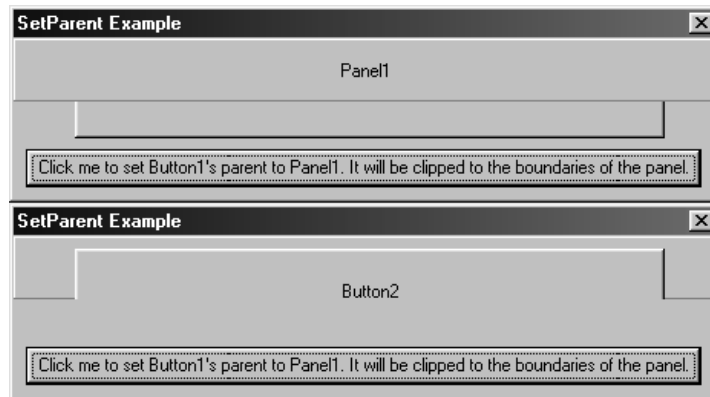 SetParent Example
Panel1
Click me to set Button1's parent to Panel1. It will be clipped to the boundaries of the panel.
SetParent Example
Button2
Click me to set Button1's parent to Panel1. It will be clipped to the boundaries of the panel.